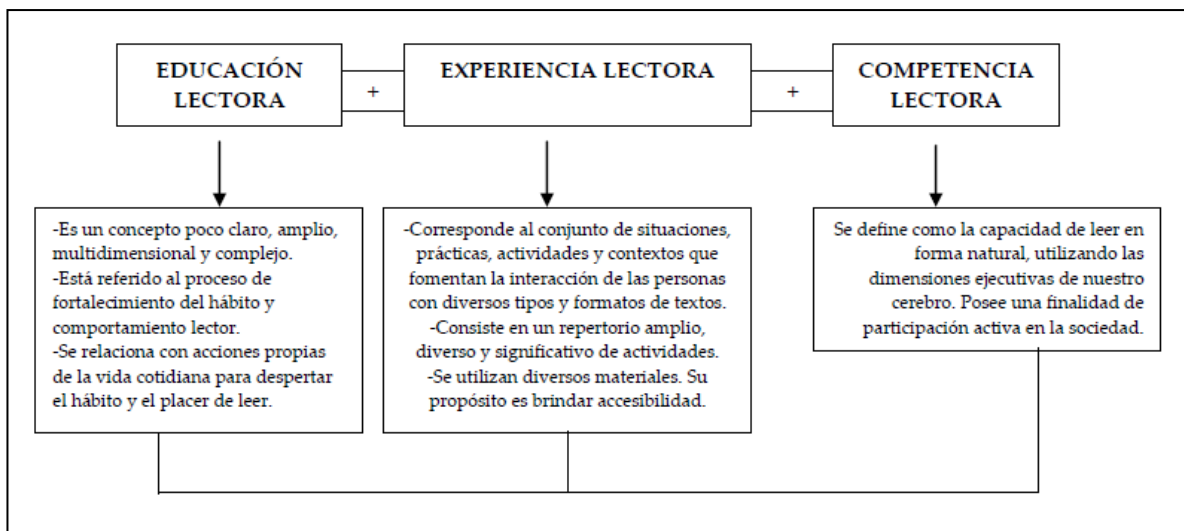 EDUCACIÓN
LECTORA
+
EXPERIENCIA LECTORA
+
COMPETENCIA
LECTORA
-Es un concepto poco claro, amplio,
multidimensional y complejo.
-Está referido al proceso de
fortalecimiento del hábito y
comportamiento lector.
-Se relaciona con acciones propias
de la vida cotidiana para despertar
el hábito y el placer de leer.
-Corresponde al conjunto de situaciones,
prácticas, actividades y contextos que
fomentan la interacción de las personas
con diversos tipos y formatos de textos.
-Consiste en un repertorio amplio,
diverso y significativo de actividades.
-Se utilizan diversos materiales. Su
propósito es brindar accesibilidad.
Se define como la capacidad de leer en
forma natural, utilizando las
dimensiones ejecutivas de nuestro
cerebro. Posee una finalidad de
participación activa en la sociedad.